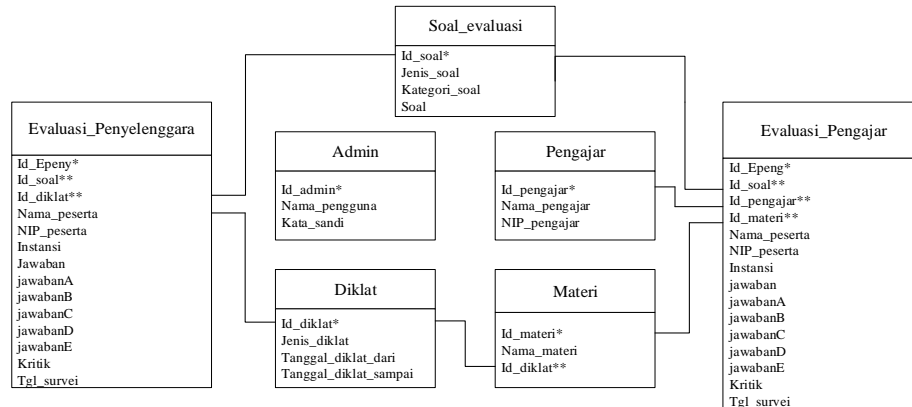 Soal_evaluasi
Id_soal*
Jenis_soal
Kategori_soal
Soal
Evaluasi_Penyelenggara
Id_Epeny*
Id_soal**
Id_diklat**
Nama_peserta
NIP_peserta
Instansi
Jawaban
jawabanA
jawabanB
jawabanC
jawabanD
jawabanE
Kritik
Tgl_survei
Admin
Id_admin*
Nama_pengguna
Kata_sandi
Pengajar
Id_pengajar*
Nama_pengajar
NIP_pengajar
Diklat
Id_diklat*
Jenis_diklat
Tanggal_diklat_dari
Tanggal_diklat_sampai
Materi
Id_materi*
Nama_materi
Id_diklat**
Evaluasi_Pengajar
Id_Epeng*
Id_soal**
Id_pengajar**
Id_materi**
Nama_peserta
NIP_peserta
Instansi
jawaban
jawabanA
jawabanB
jawabanC
jawabanD
jawabanE
Kritik
Tgl_survei